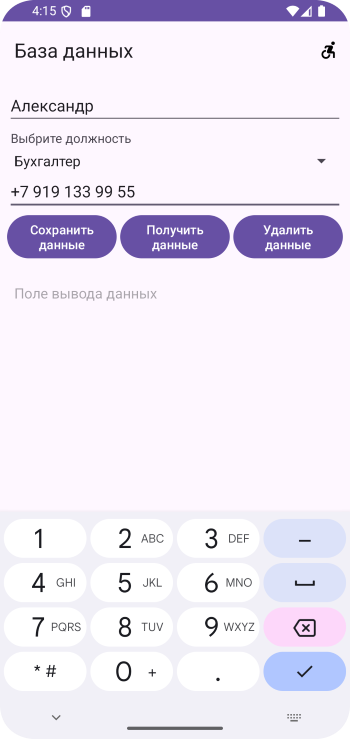 4:15
База данных
Александр
Выбрите должность
Бухгалтер
+7 919 133 99 55
Сохранить данные
Получить данные
Удалить данные
Поле вывода данных
1
2 ABC
3 DEF
–
4 GHI
5 JKL
6 MNO
7 PQRS
8 TUV
9 WXYZ
* #
0 +
.